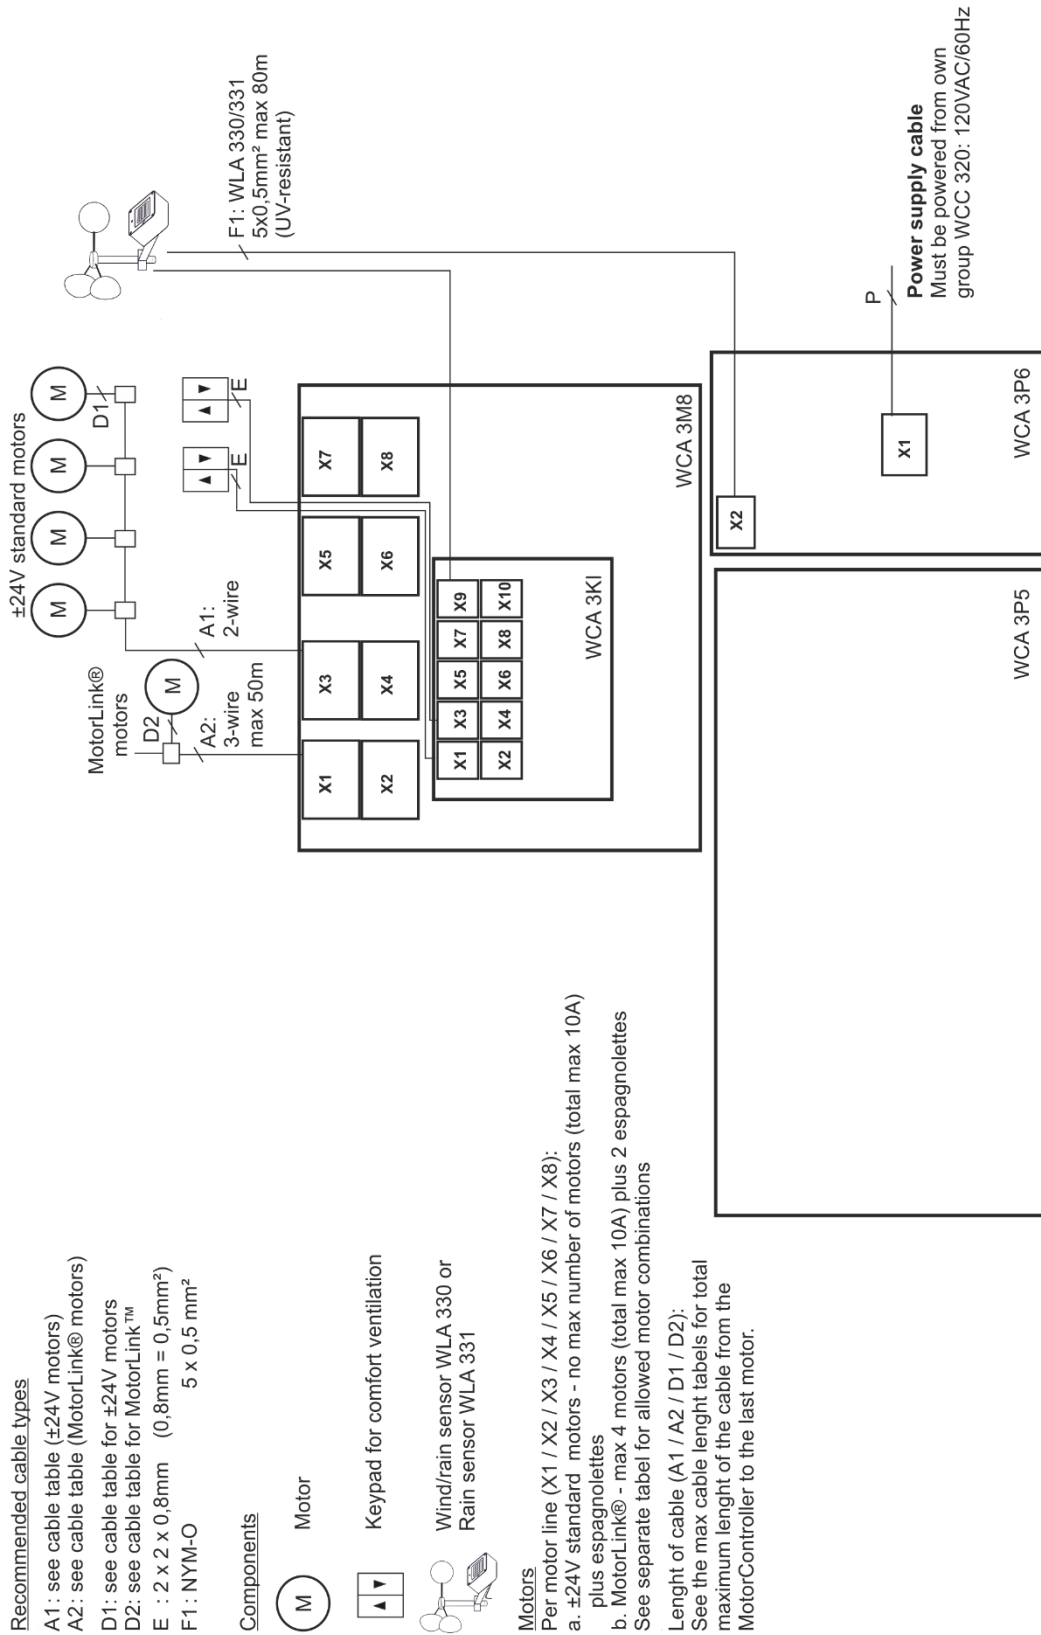 Recommended cable types
A1: see cable table (±24V motors)
A2: see cable table (MotorLink® motors)
D1: see cable table for ±24V motors
D2: see cable table for MotorLink™
E : 2 x 2 x 0,8mm (0,8mm = 0,5mm²)
F1: NYM-O 5 x 0,5 mm²
Components
M
Motor
Keypad for comfort ventilation
Wind/rain sensor WLA 330 or
Rain sensor WLA 331
Motors
Per motor line (X1 / X2 / X3 / X4 / X5 / X6 / X7 / X8):
a. ±24V standard motors - no max number of motors (total max 10A)
plus espagnolettes
b. MotorLink® - max 4 motors (total max 10A) plus 2 espagnolettes
See separate tabel for allowed motor combinations
Lenght of cable (A1 / A2 / D1 / D2):
See the max cable lenght tabels for total
maximum lenght of the cable from the
MotorController to the last motor.
±24V standard motors
M
M
M
M
D1
MotorLink®
motors
D2
M
A2:
3-wire
max 50m
A1:
2-wire
E
E
F1: WLA 330/331
5x0,5mm² max 80m
(UV-resistant)
X1
X3
X5
X7
X2
X4
X6
X8
X1
X3
X5
X7
X9
X2
X4
X6
X8
X10
WCA 3KI
WCA 3M8
X2
X1
P
Power supply cable
Must be powered from own
group WCC 320: 120VAC/60Hz
WCA 3P5
WCA 3P6